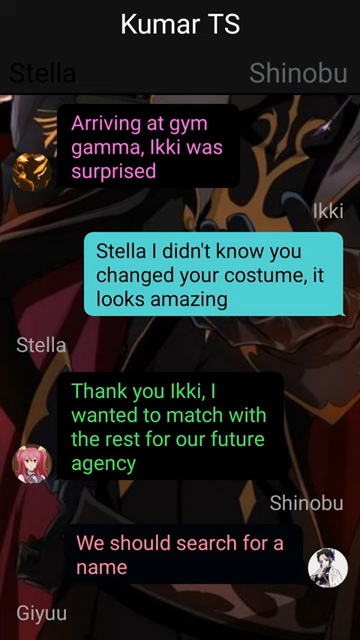 Kumar TS
Stella
Shinobu
Arriving at gym
gamma, Ikki was
surprised
Ikki
Stella I didn't know you
changed your costume, it
looks amazing
Stella
Thank you Ikki, I
wanted to match with
the rest for our future
agency
Shinobu
We should search for a
name
Giyuu